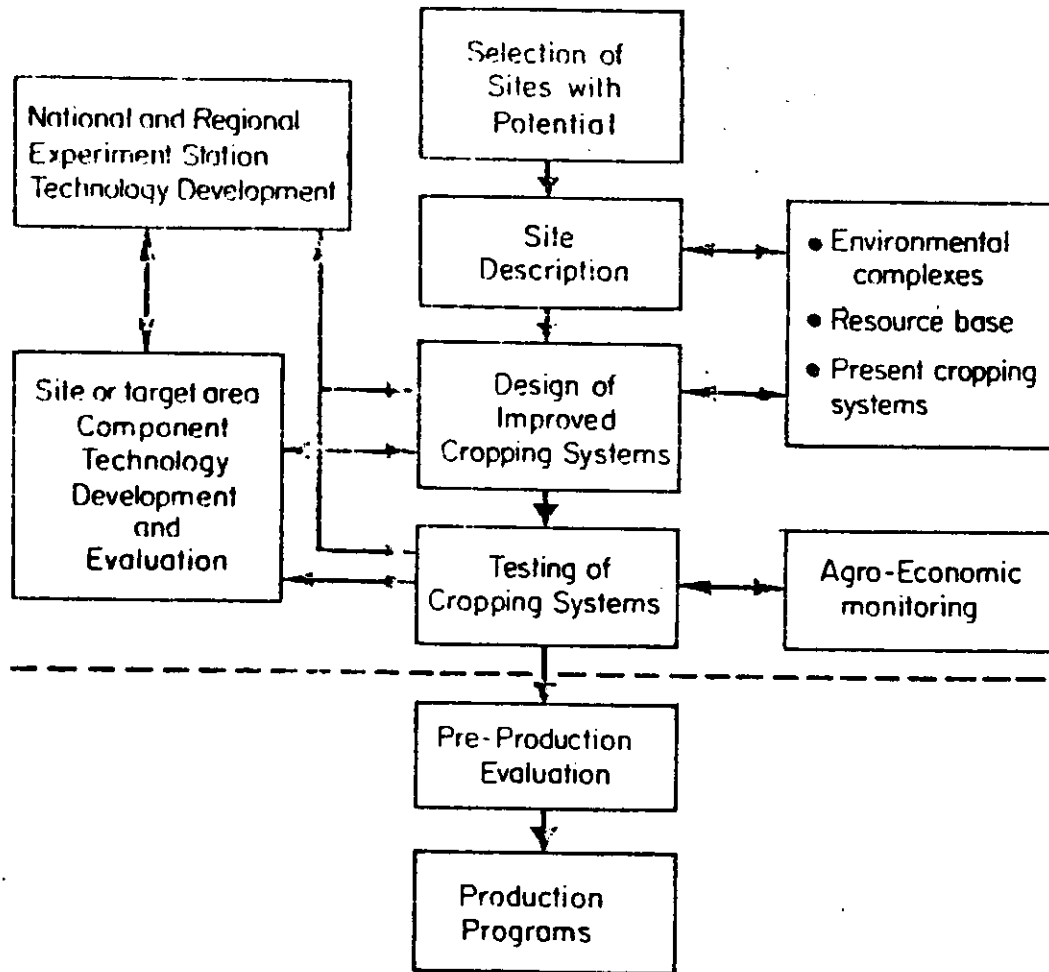 Selection of
Sites with
Potential
National and Regional
Experiment Station
Technology Development
Site
Description
• Environmental
complexes
• Resource base
• Present cropping
systems
Site or target area
Component
Technology
Development
and
Evaluation
Design of
Improved
Cropping Systems
Testing of
Cropping Systems
Agro-Economic
monitoring
Pre-Production
Evaluation
Production
Programs